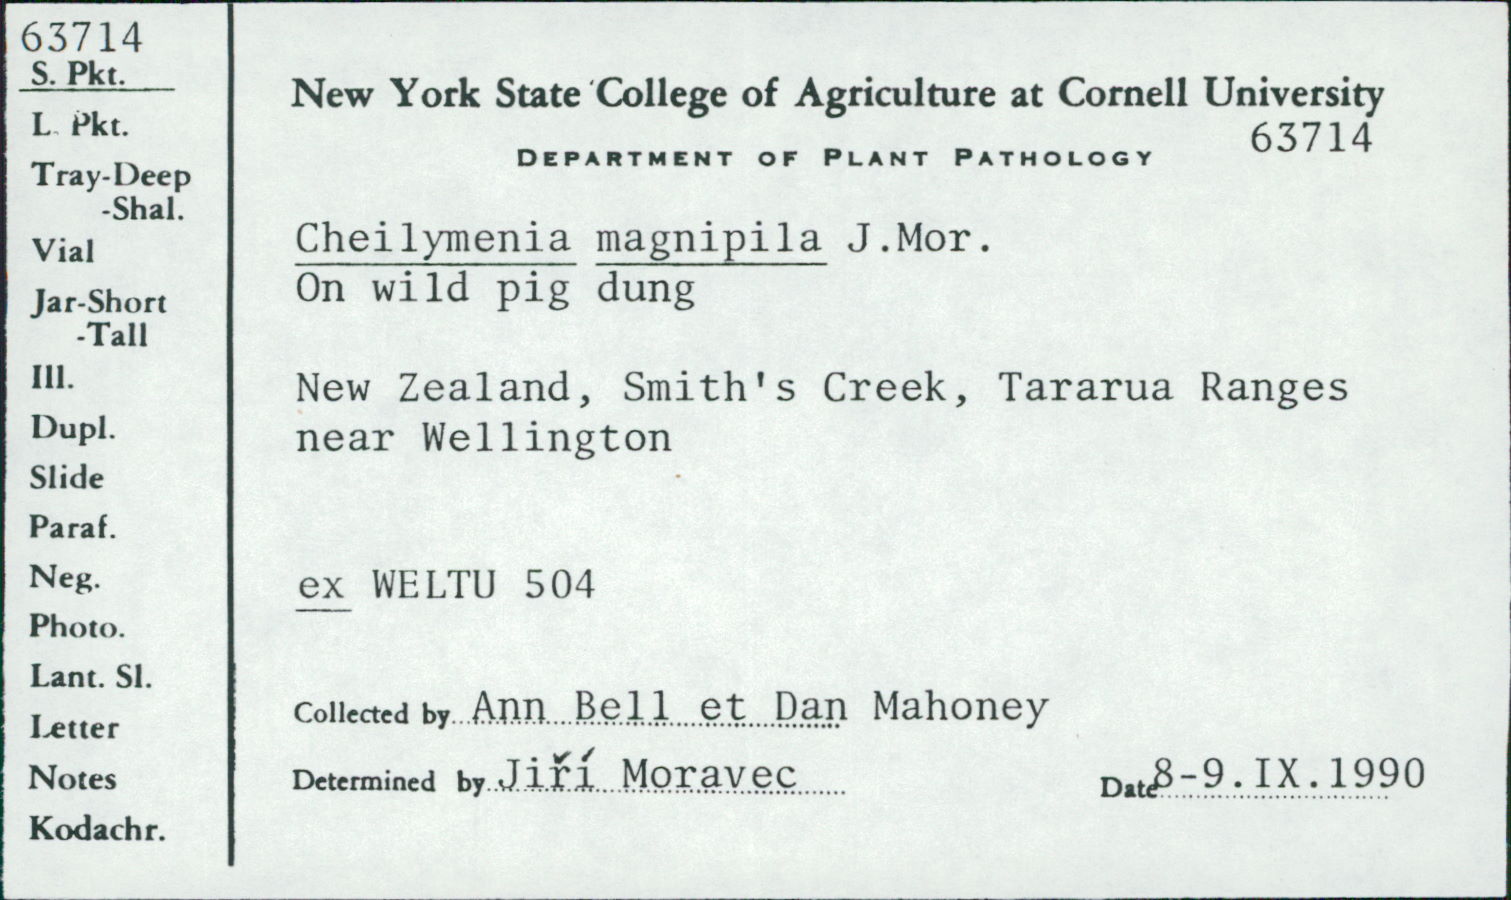 63714
S. Pkt.
L. Pkt.
Tray-Deep
-Shal.
Vial
Jar-Short
-Tall
Ill.
Dupl.
Slide
Paraf.
Neg.
Photo.
Lant. Sl.
Letter
Notes
Kodachr.
New York State College of Agriculture at Cornell University
63714
DEPARTMENT OF PLANT PATHOLOGY
Cheilymenia magnipila J.Mor.
On wild pig dung
New Zealand, Smith's Creek, Tararua Ranges
near Wellington
ex WELTU 504
Collected by Ann Bell et Dan Mahoney
Determined by Jiří Moravec
Date 8-9.IX.1990